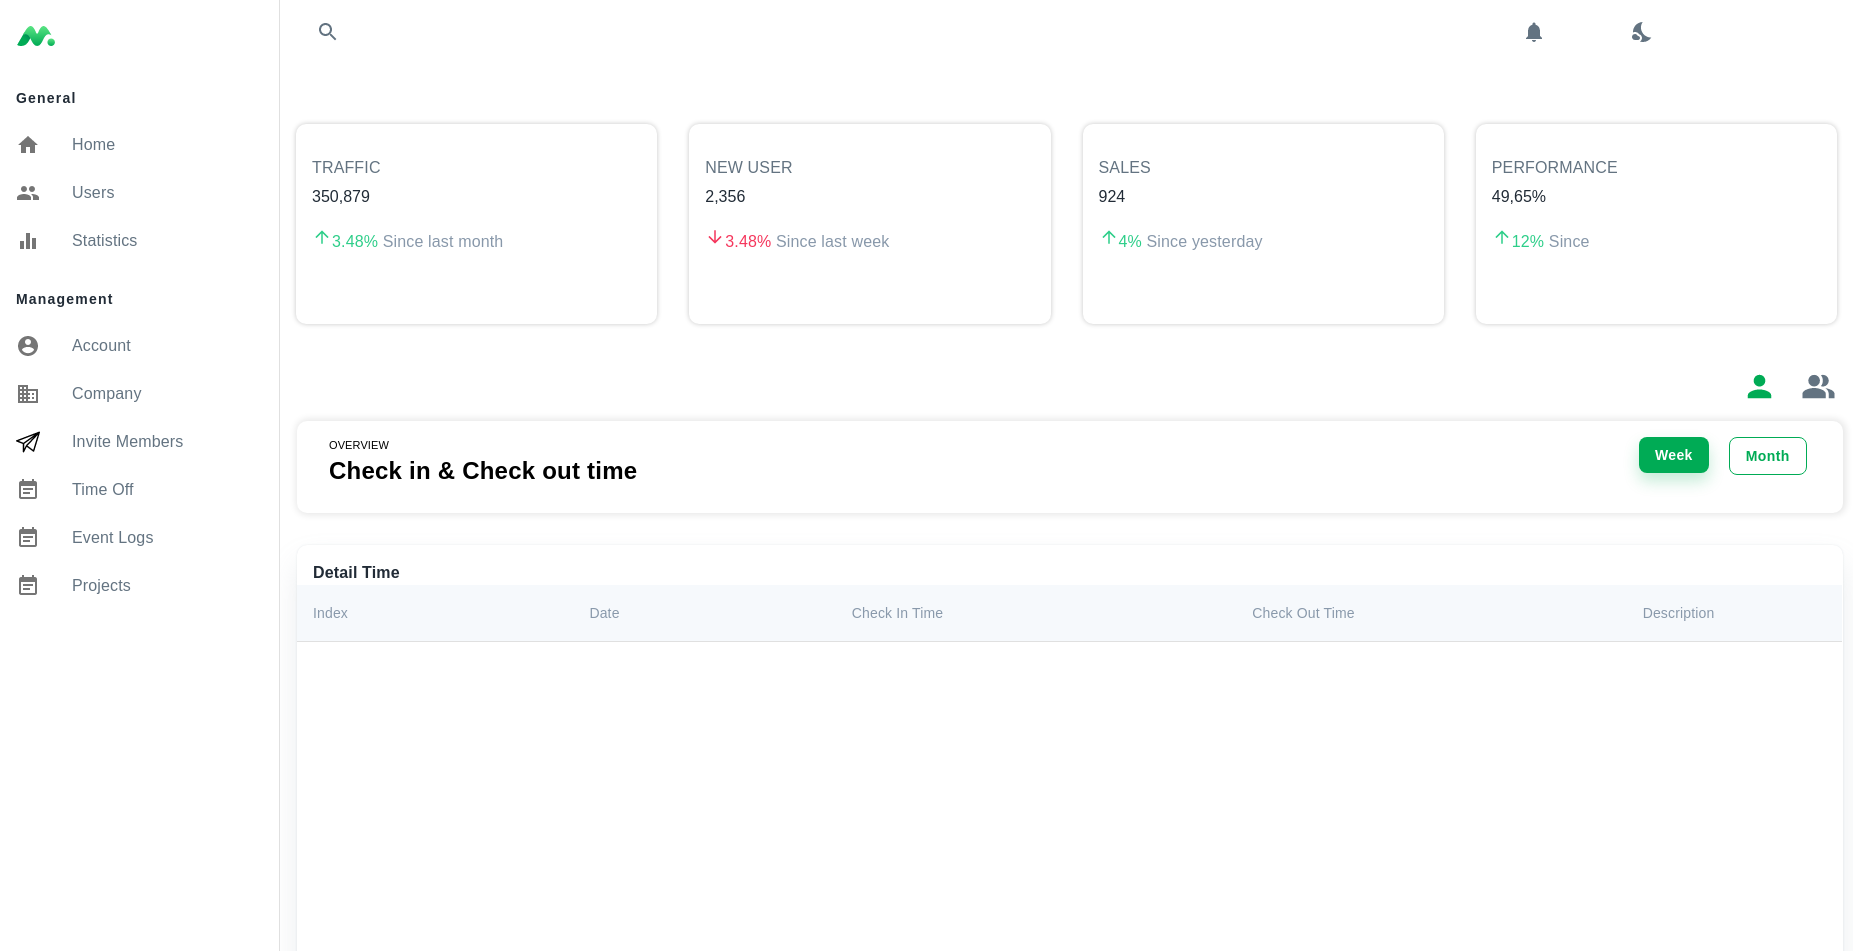 General
Home
Users
Statistics
Management
Account
Company
Invite Members
Time Off
Event Logs
Projects
TRAFFIC
350,879
3.48% Since last month
NEW USER
2,356
3.48% Since last week
SALES
924
4% Since yesterday
PERFORMANCE
49,65%
12% Since
OVERVIEW
Check in & Check out time
Week Month
Detail Time
Index Date Check In Time Check Out Time Description